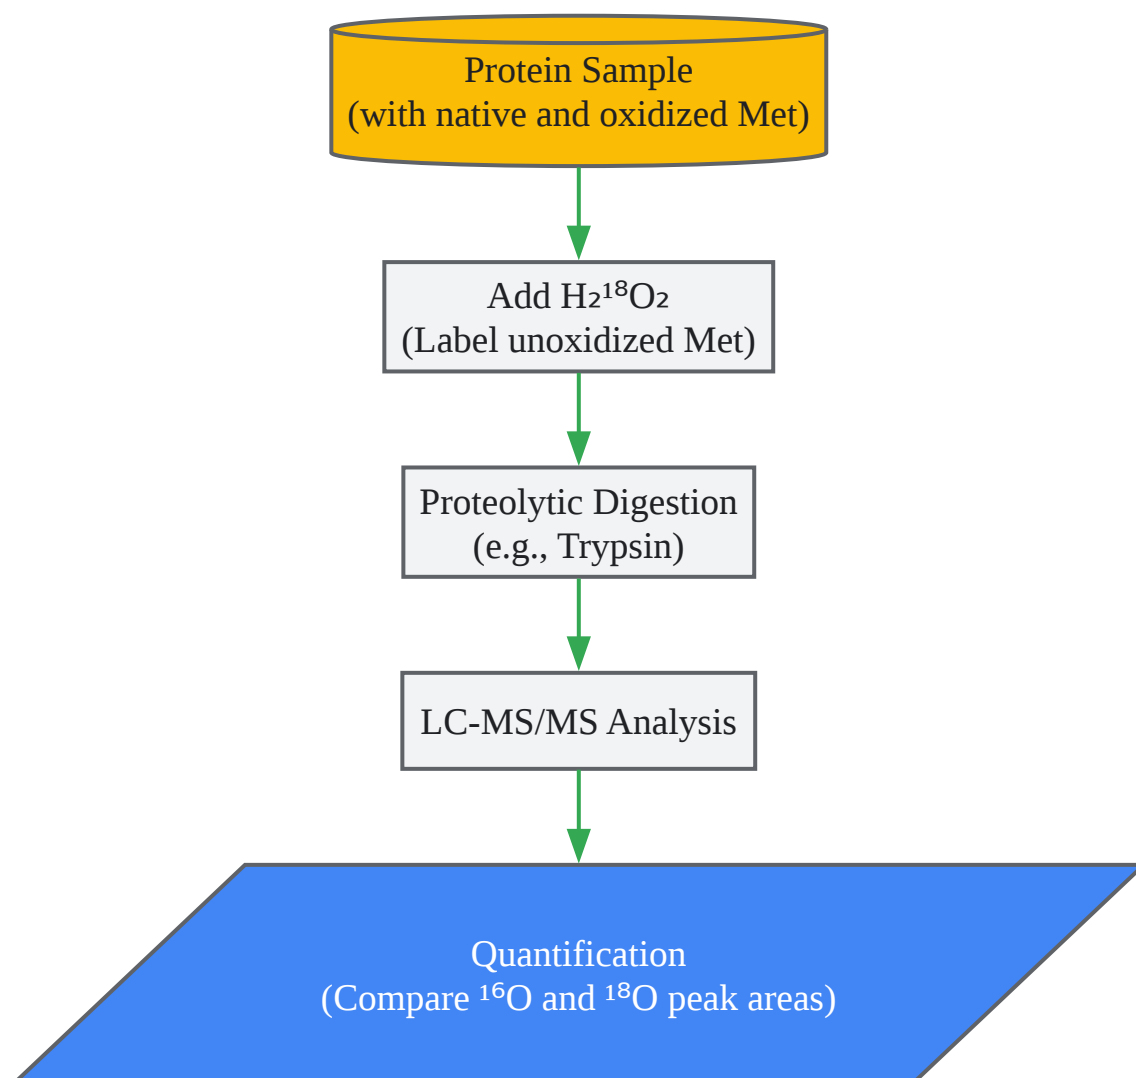 Protein Sample
(with native and oxidized Met)
Add H₂¹⁸O₂
(Label unoxidized Met)
Proteolytic Digestion
(e.g., Trypsin)
LC-MS/MS Analysis
Quantification
(Compare ¹⁶O and ¹⁸O peak areas)